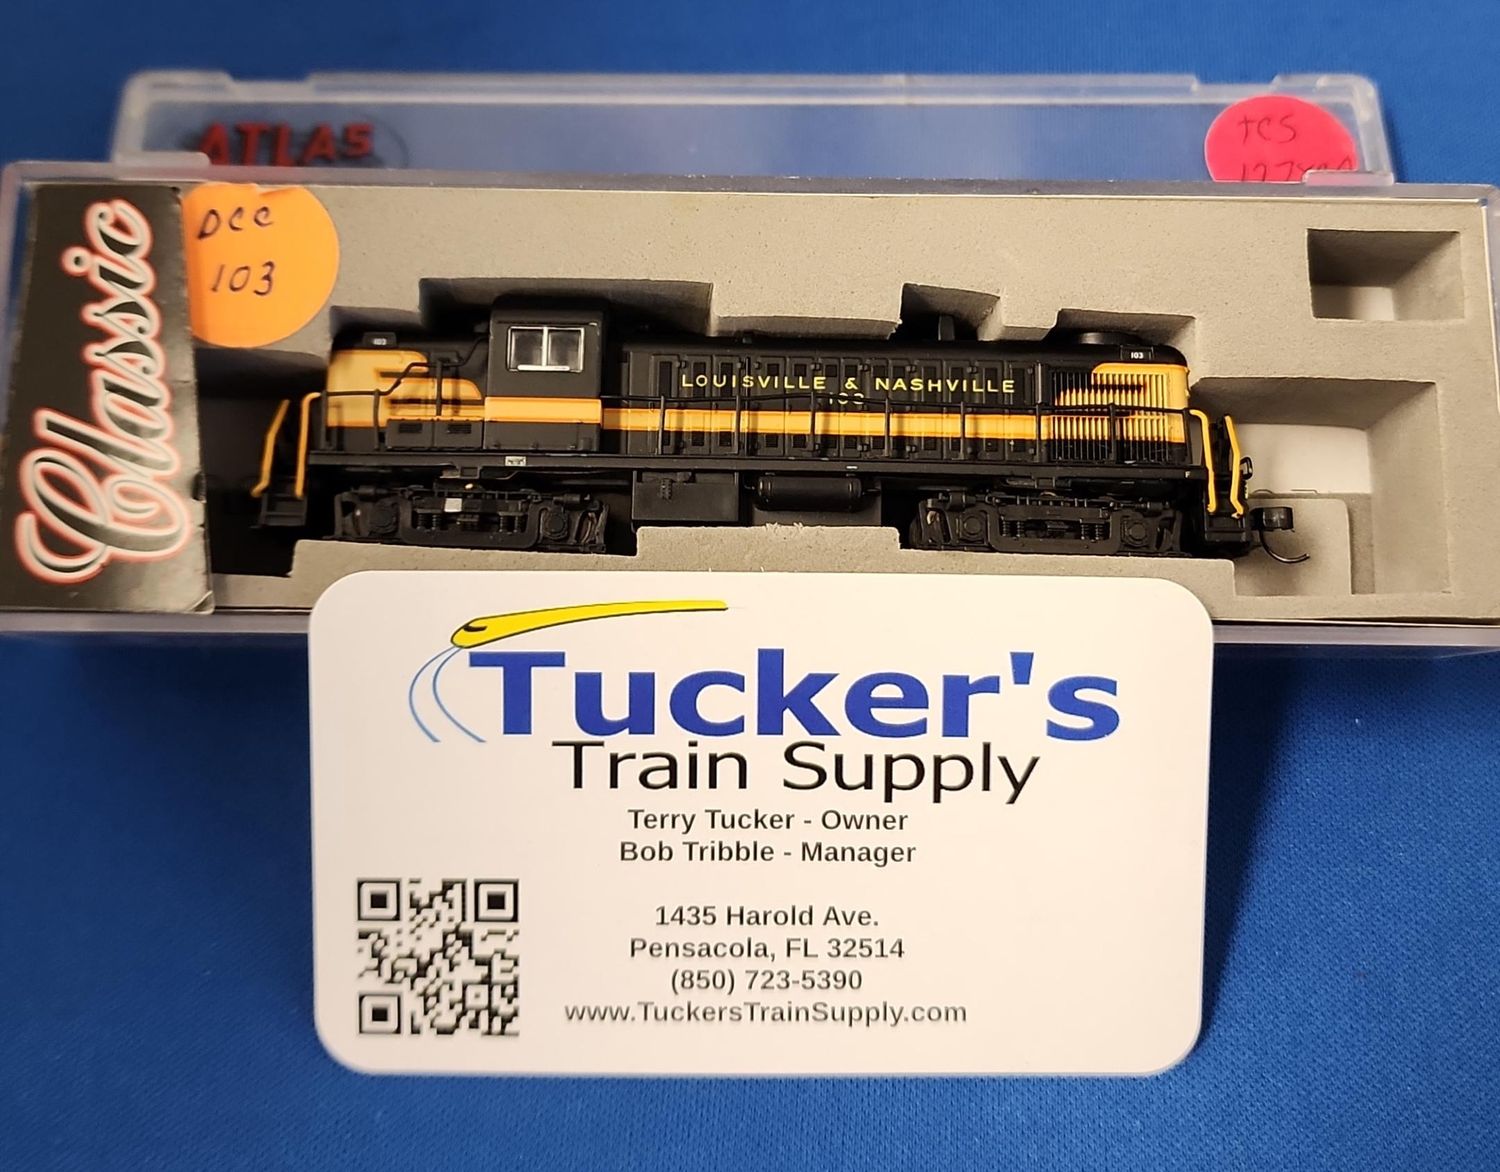 ATLAS
TCS
DCC
103
Classic
103
103
LOUISVILLE & NASHVILLE
103
Tucker's
Train Supply
Terry Tucker - Owner
Bob Tribble - Manager
1435 Harold Ave.
Pensacola, FL 32514
(850) 723-5390
www.TuckersTrainSupply.com